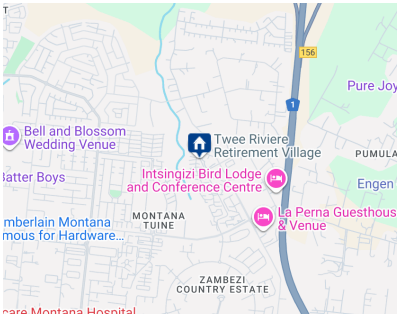 156
Pure Joy
1
Bell and Blossom
Wedding Venue
Twee Riviere
Retirement Village
PUMULA
Batter Boys
Intsingizi Bird Lodge
and Conference Centre
Engen
MONTANA
TUINE
La Perna Guesthous
& Venue
mberlain Montana
mous for Hardware...
ZAMBEZI
COUNTRY ESTATE
care Montana Hospital